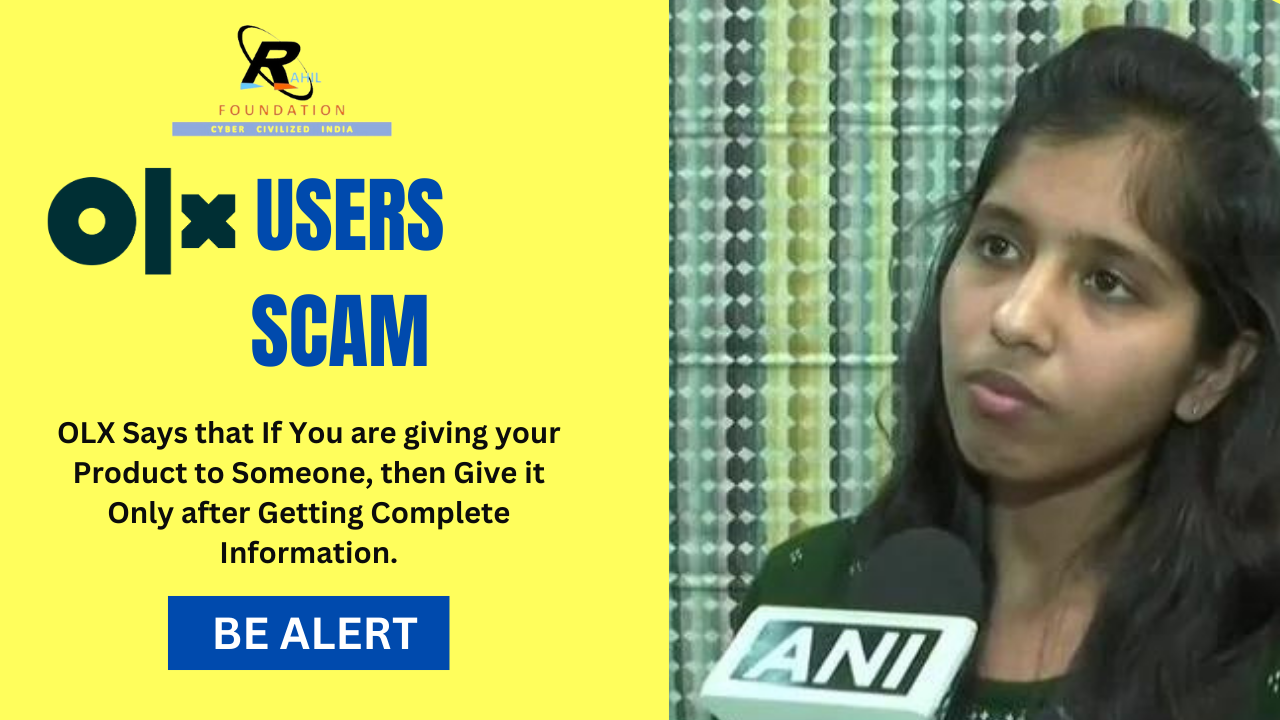 RAHIL
FOUNDATION
CYBER CIVILIZED INDIA
olx USERS
SCAM
OLX Says that If You are giving your
Product to Someone, then Give it
Only after Getting Complete
Information.
BE ALERT
ANI